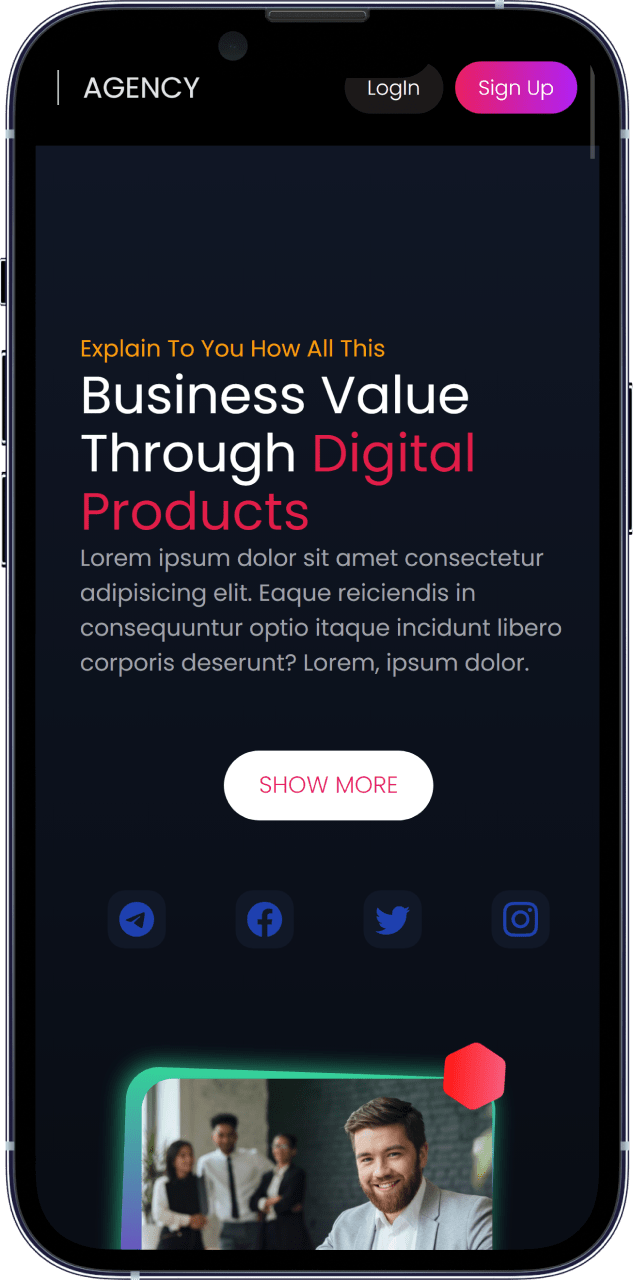 AGENCY
LogIn
Sign Up
Explain To You How All This
Business Value
Through Digital
Products
Lorem ipsum dolor sit amet consectetur
adipisicing elit. Eaque reiciendis in
consequuntur optio itaque incidunt libero
corporis deserunt? Lorem, ipsum dolor.
SHOW MORE